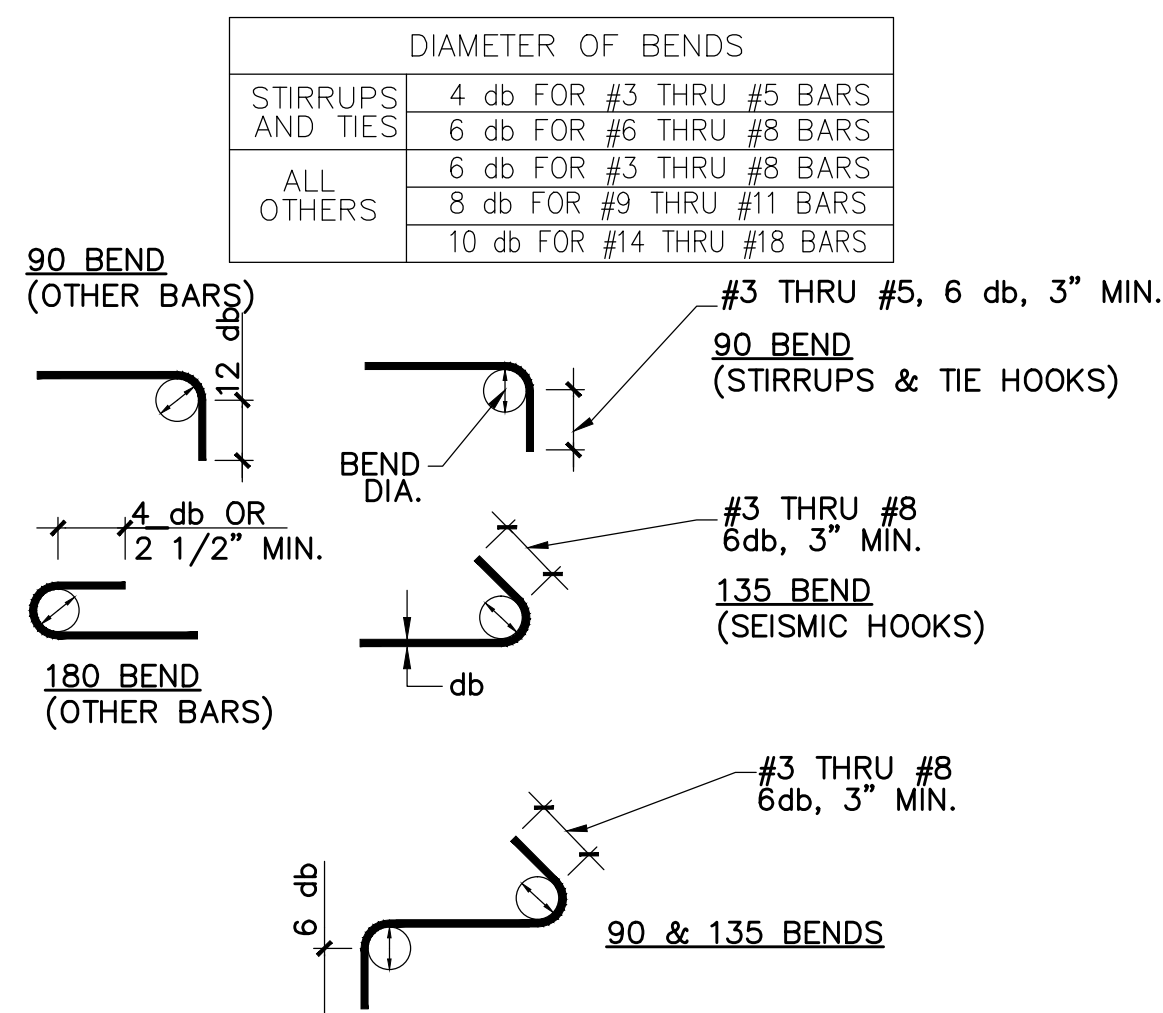 DIAMETER OF BENDS
STIRRUPS
AND TIES
4 db FOR #3 THRU #5 BARS
6 db FOR #6 THRU #8 BARS
ALL
OTHERS
6 db FOR #3 THRU #8 BARS
8 db FOR #9 THRU #11 BARS
10 db FOR #14 THRU #18 BARS
90 BEND
(OTHER BARS)
12 db
BEND
DIA.
#3 THRU #5, 6 db, 3" MIN.
90 BEND
(STIRRUPS & TIE HOOKS)
4 db OR
2 1/2" MIN.
180 BEND
(OTHER BARS)
db
#3 THRU #8
6db, 3" MIN.
135 BEND
(SEISMIC HOOKS)
#3 THRU #8
6db, 3" MIN.
6 db
90 & 135 BENDS